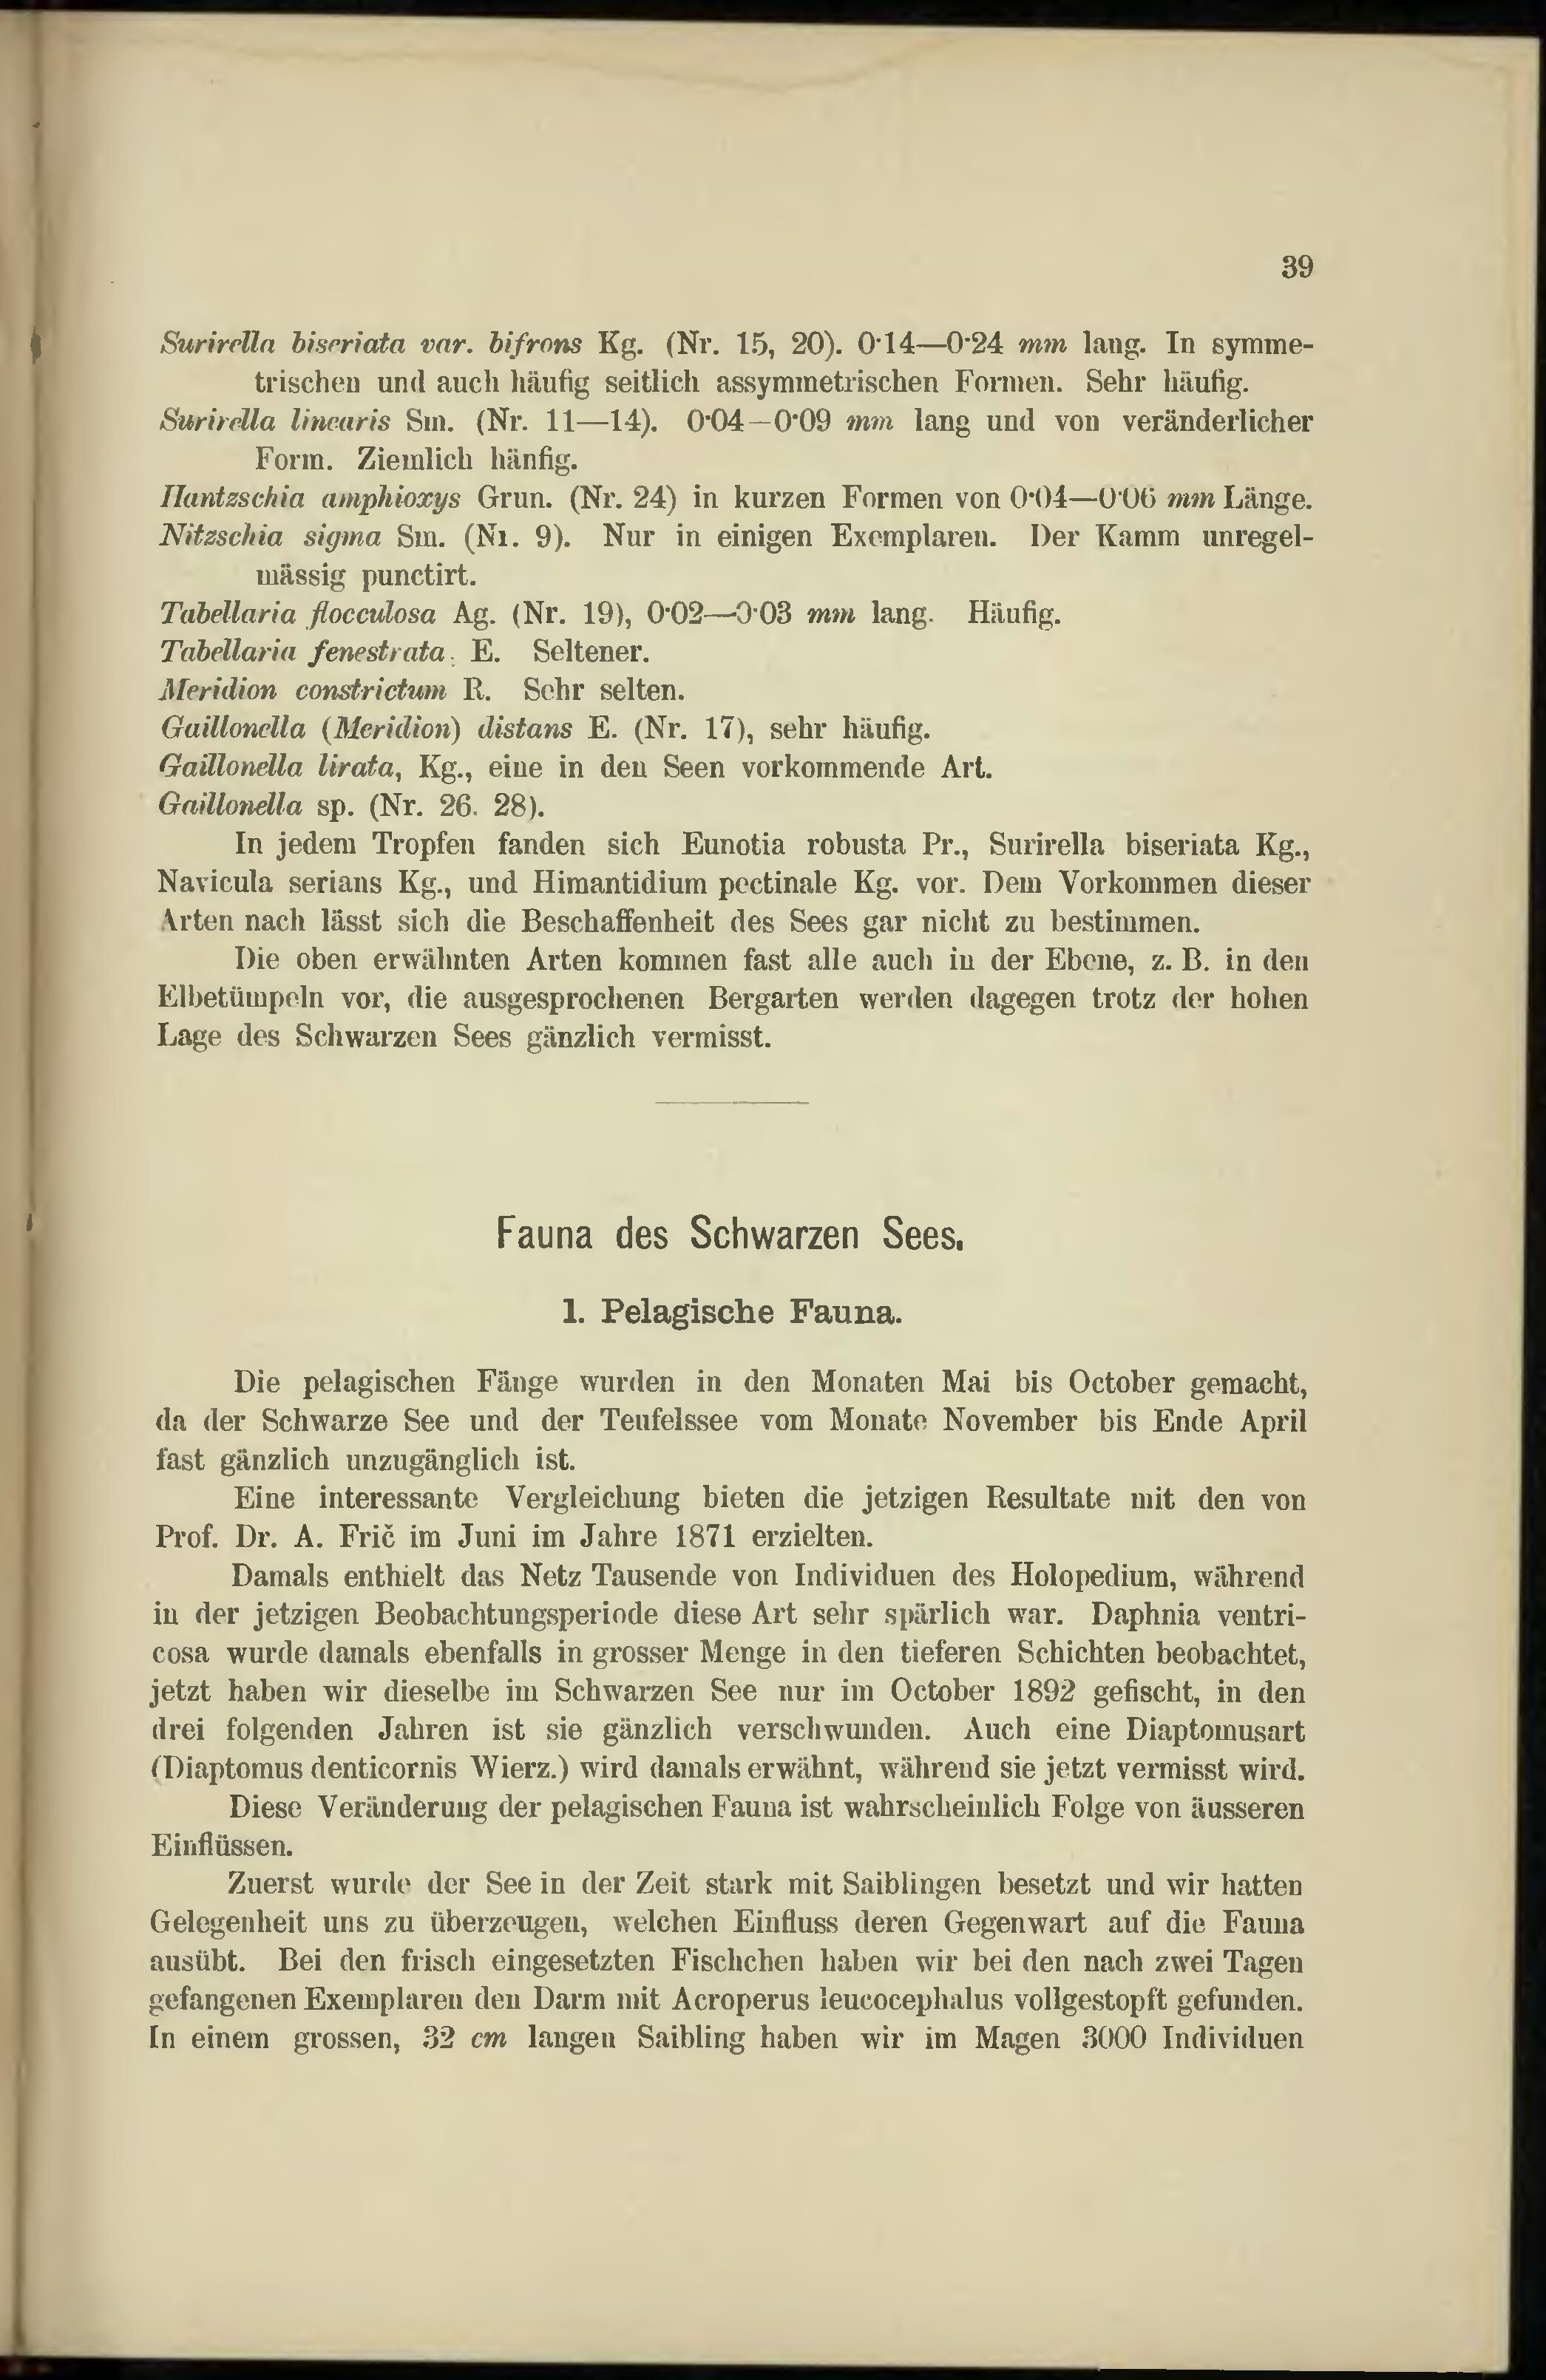 39
Surirella biseriata var. bifrons Kg. (Nr. 15, 20). 0·14—0·24 mm lang. In symme-
trischen und auch häufig seitlich assymmetrischen Formen. Sehr häufig.
Surirella linearis Sm. (Nr. 11—14). 0·04—0·09 mm lang und von veränderlicher
Form. Ziemlich hänfig.
Hantzschia amphioxys Grun. (Nr. 24) in kurzen Formen von 0·04—0·06 mm Länge.
Nitzschia sigma Sm. (Nr. 9). Nur in einigen Exemplaren. Der Kamm unregel-
mässig punctirt.
Tabellaria flocculosa Ag. (Nr. 19), 0·02—0·03 mm lang. Häufig.
Tabellaria fenestrata. E. Seltener.
Meridion constrictum R. Sehr selten.
Gaillonella (Meridion) distans E. (Nr. 17), sehr häufig.
Gaillonella lirata, Kg., eine in den Seen vorkommende Art.
Gaillonella sp. (Nr. 26. 28).
In jedem Tropfen fanden sich Eunotia robusta Pr., Surirella biseriata Kg.,
Navicula serians Kg., und Himantidium pectinale Kg. vor. Dem Vorkommen dieser
Arten nach lässt sich die Beschaffenheit des Sees gar nicht zu bestimmen.
Die oben erwähnten Arten kommen fast alle auch in der Ebene, z. B. in den
Elbetümpeln vor, die ausgesprochenen Bergarten werden dagegen trotz der hohen
Lage des Schwarzen Sees gänzlich vermisst.
Fauna des Schwarzen Sees.
1. Pelagische Fauna.
Die pelagischen Fänge wurden in den Monaten Mai bis October gemacht,
da der Schwarze See und der Teufelssee vom Monate November bis Ende April
fast gänzlich unzugänglich ist.
Eine interessante Vergleichung bieten die jetzigen Resultate mit den von
Prof. Dr. A. Frič im Juni im Jahre 1871 erzielten.
Damals enthielt das Netz Tausende von Individuen des Holopedium, während
in der jetzigen Beobachtungsperiode diese Art sehr spärlich war. Daphnia ventri-
cosa wurde damals ebenfalls in grosser Menge in den tieferen Schichten beobachtet,
jetzt haben wir dieselbe im Schwarzen See nur im October 1892 gefischt, in den
drei folgenden Jahren ist sie gänzlich verschwunden. Auch eine Diaptomusart
(Diaptomus denticornis Wierz.) wird damals erwähnt, während sie jetzt vermisst wird.
Diese Veränderung der pelagischen Fauna ist wahrscheinlich Folge von äusseren
Einflüssen.
Zuerst wurde der See in der Zeit stark mit Saiblingen besetzt und wir hatten
Gelegenheit uns zu überzeugen, welchen Einfluss deren Gegenwart auf die Fauna
ausübt. Bei den frisch eingesetzten Fischchen haben wir bei den nach zwei Tagen
gefangenen Exemplaren den Darm mit Acroperus leucocephalus vollgestopft gefunden.
In einem grossen, 32 cm langen Saibling haben wir im Magen 3000 Individuen